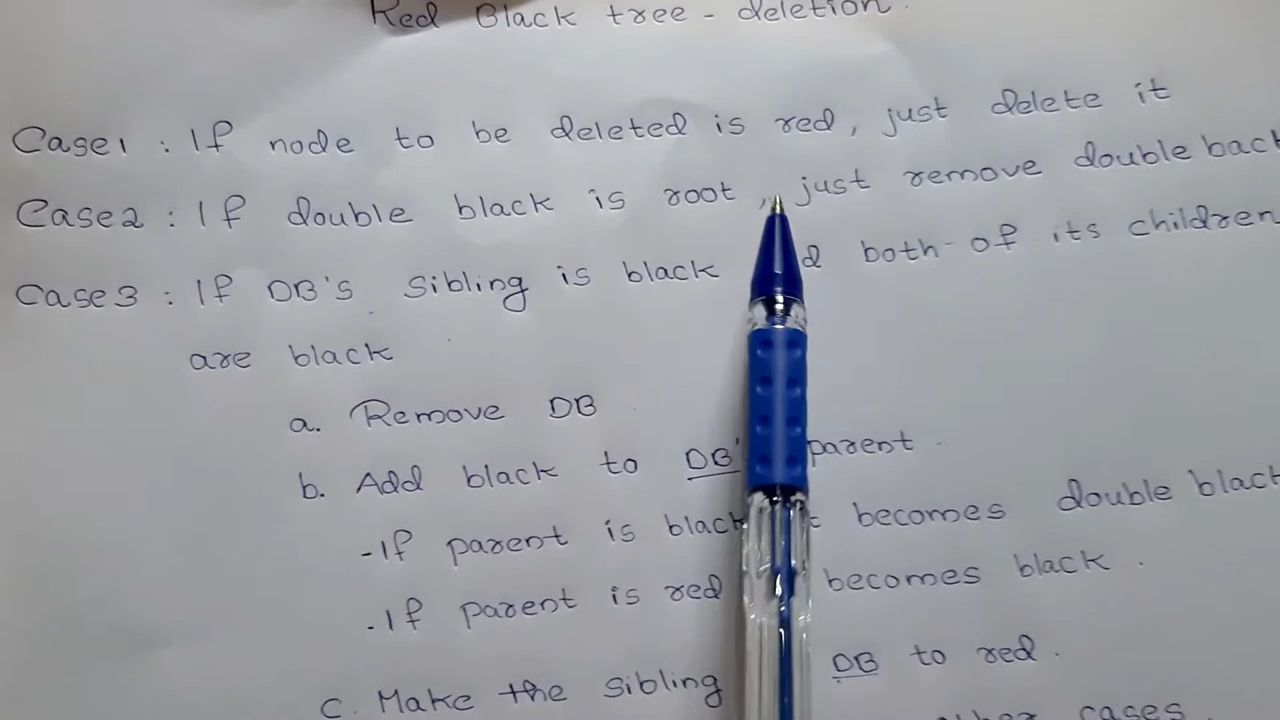 Red Black tree - deletion.
Case1 : If node to be deleted is red, just delete it
Case2 : If double black is root, just remove double back
Case3 : If DB's sibling is black both of its children
are black
a. Remove DB
b. Add black to DB' parent.
-If parent is black becomes double black
-If parent is red becomes black.
c. Make the sibling DB to red.
cases